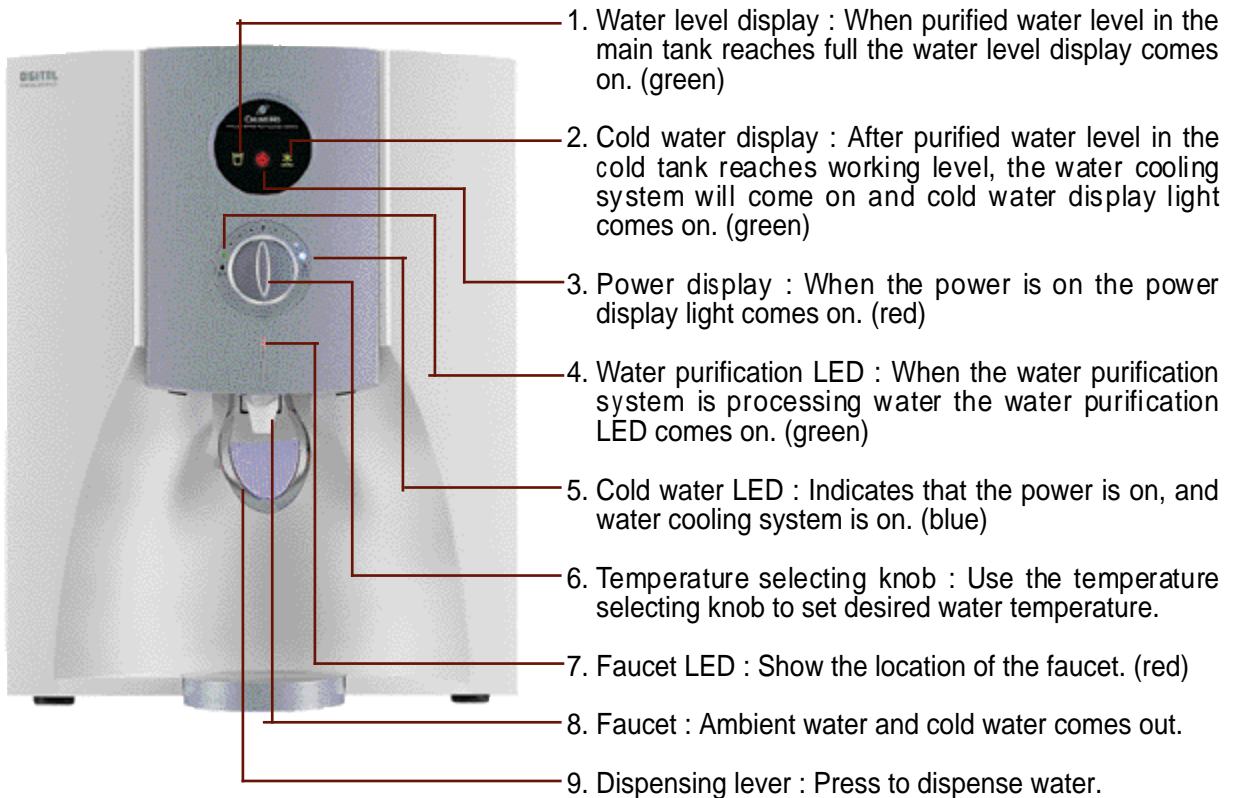 1. Water level display : When purified water level in the
main tank reaches full the water level display comes
on. (green)
DIGITAL
2. Cold water display : After purified water level in the
cold tank reaches working level, the water cooling
system will come on and cold water display light
comes on. (green)
3. Power display : When the power is on the power
display light comes on. (red)
4. Water purification LED : When the water purification
system is processing water the water purification
LED comes on. (green)
5. Cold water LED : Indicates that the power is on, and
water cooling system is on. (blue)
6. Temperature selecting knob : Use the temperature
selecting knob to set desired water temperature.
7. Faucet LED : Show the location of the faucet. (red)
8. Faucet : Ambient water and cold water comes out.
9. Dispensing lever : Press to dispense water.